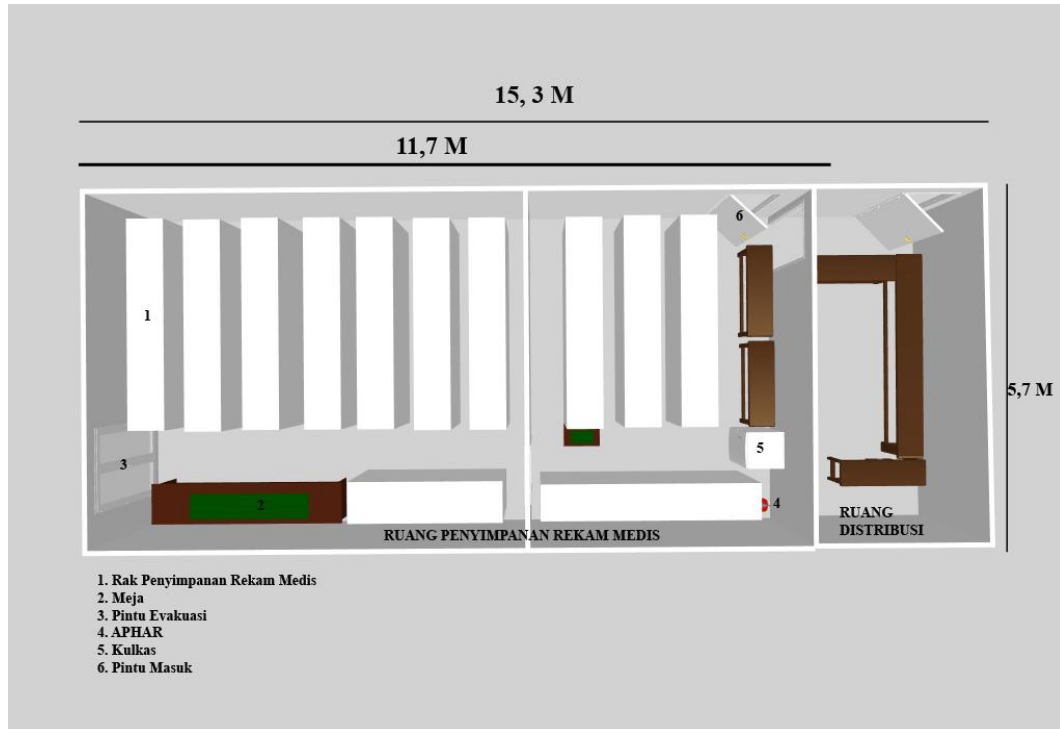 15, 3 M
11,7 M
6
1
5,7 M
3
5
2
4
RUANG PENYIMPANAN REKAM MEDIS
RUANG
DISTRIBUSI
1. Rak Penyimpanan Rekam Medis
2. Meja
3. Pintu Evakuasi
4. APHAR
5. Kulkas
6. Pintu Masuk